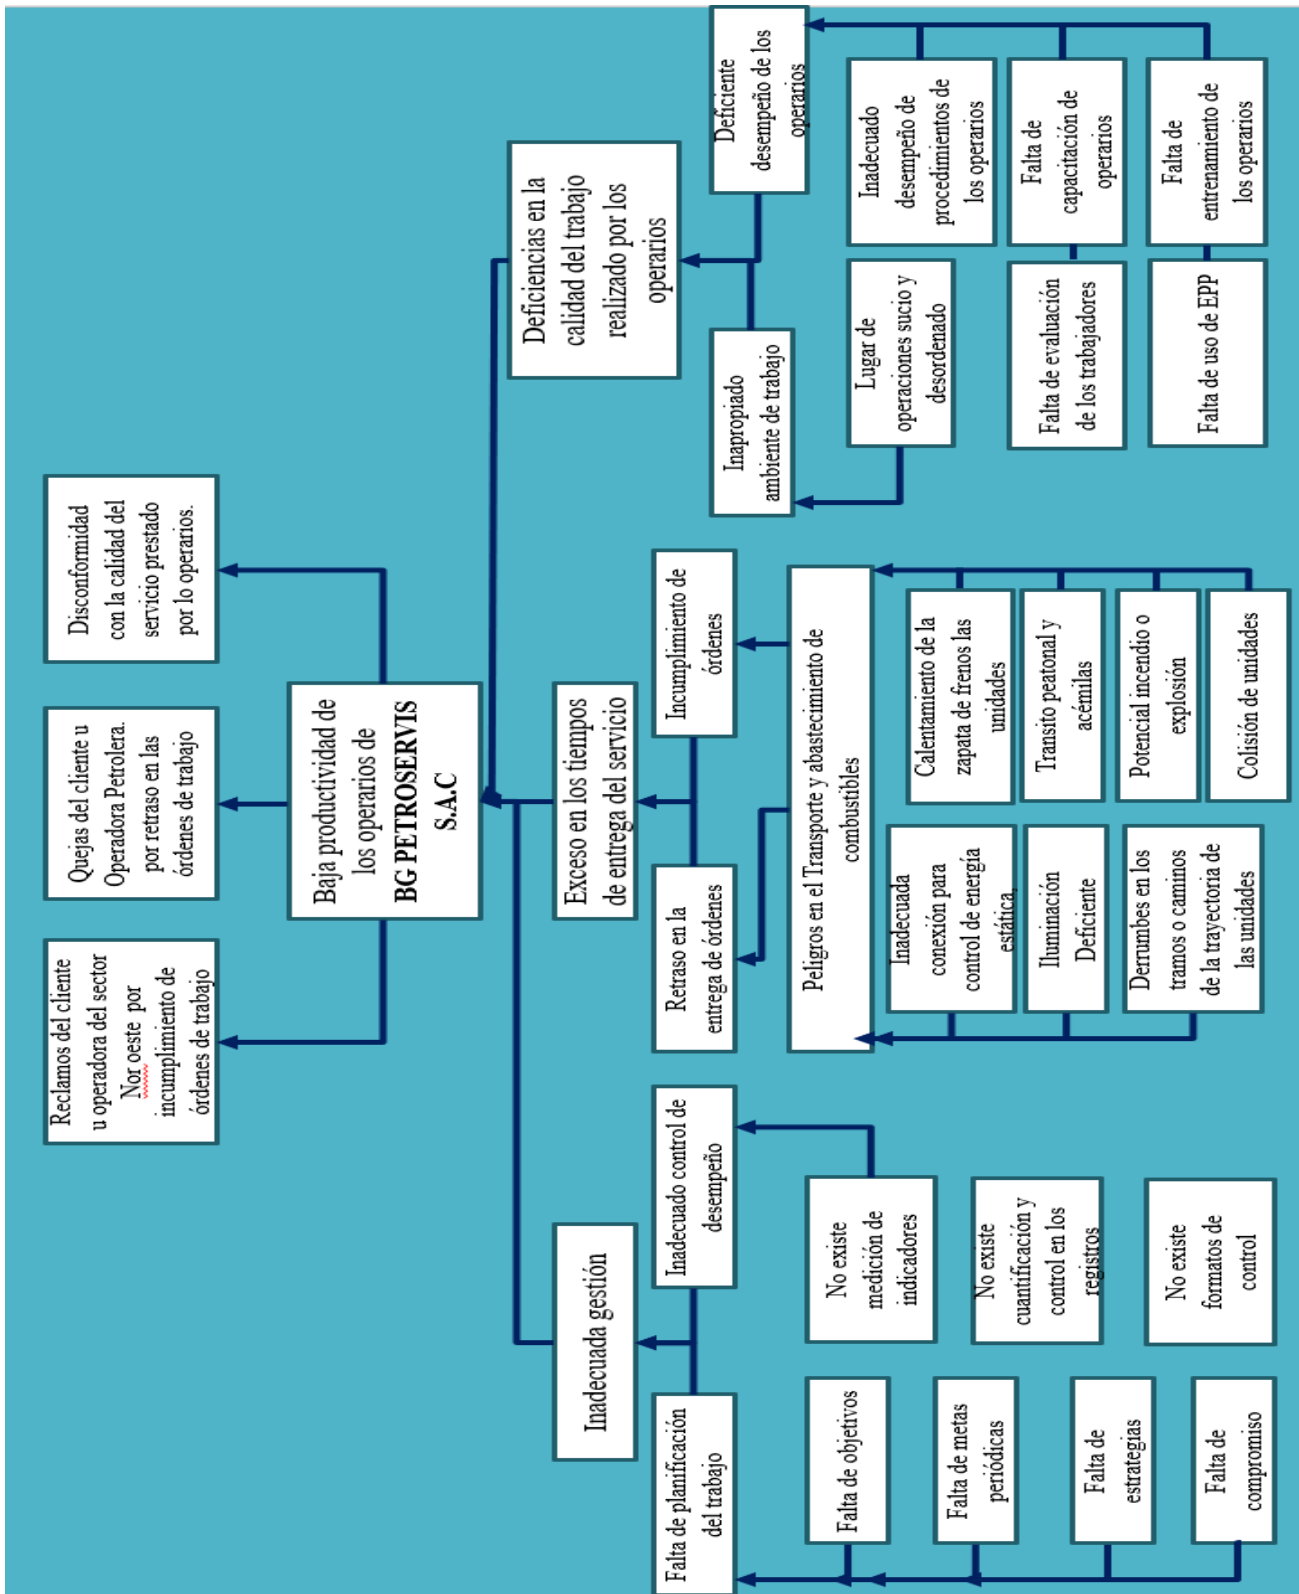 Reclamos del cliente
u operadora del sector
Nor oeste por
incumplimiento de
órdenes de trabajo
Quejas del cliente u
Operadora Petrolera.
por retraso en las
órdenes de trabajo
Disconformidad
con la calidad del
servicio prestado
por lo operarios.
Baja productividad de
los operarios de
BG PETROSERVIS
S.A.C
Inadecuada gestión
Exceso en los tiempos
de entrega del servicio
Deficiencias en la
calidad del trabajo
realizado por los
operarios
Falta de planificación
del trabajo
Inadecuado control de
desempeño
Retraso en la
entrega de órdenes
Incumplimiento de
órdenes
Inapropiado
ambiente de trabajo
Deficiente
desempeño de los
operarios
Falta de objetivos
Falta de metas
periódicas
Falta de
estrategias
Falta de
compromiso
No existe
medición de
indicadores
No existe
cuantificación y
control en los
registros
No existe
formatos de
control
Peligros en el Transporte y abastecimiento de
combustibles
Inadecuada
conexión para
control de energía
estática,
Iluminación
Deficiente
Derrumbes en los
tramos o caminos
de la trayectoria de
las unidades
Calentamiento de la
zapata de frenos las
unidades
Transito peatonal y
acémilas
Potencial incendio o
explosión
Colisión de unidades
Lugar de
operaciones sucio y
desordenado
Falta de evaluación
de los trabajadores
Falta de uso de EPP
Inadecuado
desempeño de
procedimientos de
los operarios
Falta de
capacitación de
operarios
Falta de
entrenamiento de
los operarios